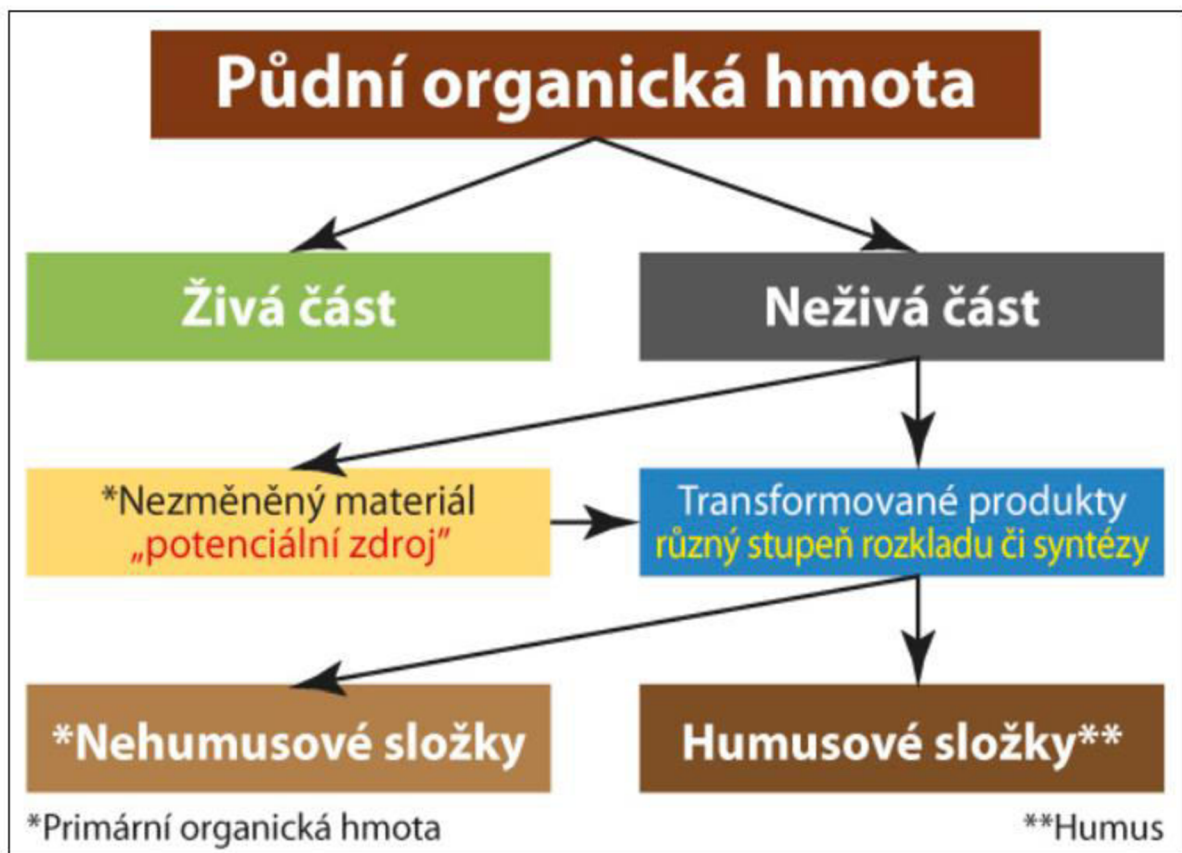 Půdní organická hmota
Živá část
Neživá část
*Nezměněný materiál
„potenciální zdroj”
Transformované produkty
různý stupeň rozkladu či syntézy
*Nehumusové složky
Humusové složky**
*Primární organická hmota
**Humus